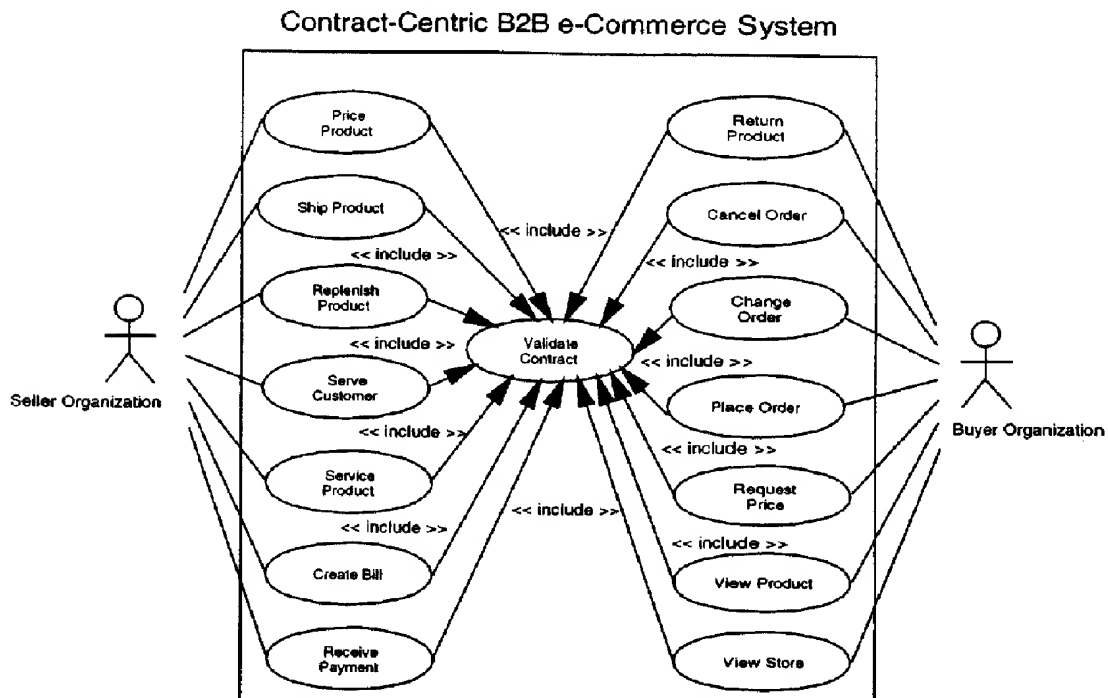 Contract-Centric B2B e-Commerce System
Price
Product
Return
Product
Ship Product
Cancel Order
<< include >>
<< include >>
<< include >>
Replenish
Product
Change
Order
Validate
Contract
<< include >>
<< include >>
Serve
Customer
Place Order
Seller Organization
Buyer Organization
<< include >>
<< include >>
Service
Product
Request
Price
<< include >>
<< include >>
<< include >>
Create Bill
View Product
Receive
Payment
View Store